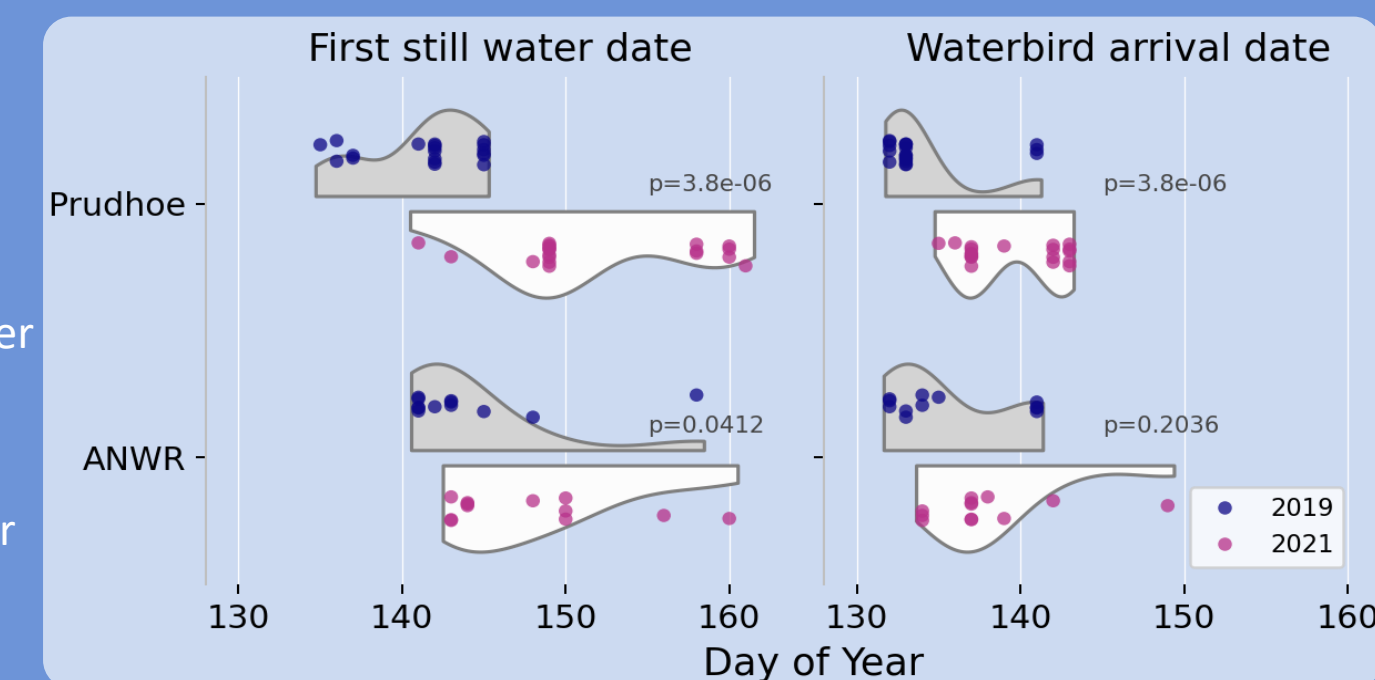 First still water date
Waterbird arrival date
Prudhoe
p=3.8e-06
p=3.8e-06
er
ANWR
p=0.0412
p=0.2036
r
2019
2021
130 140 150 160
130 140 150 160
Day of Year